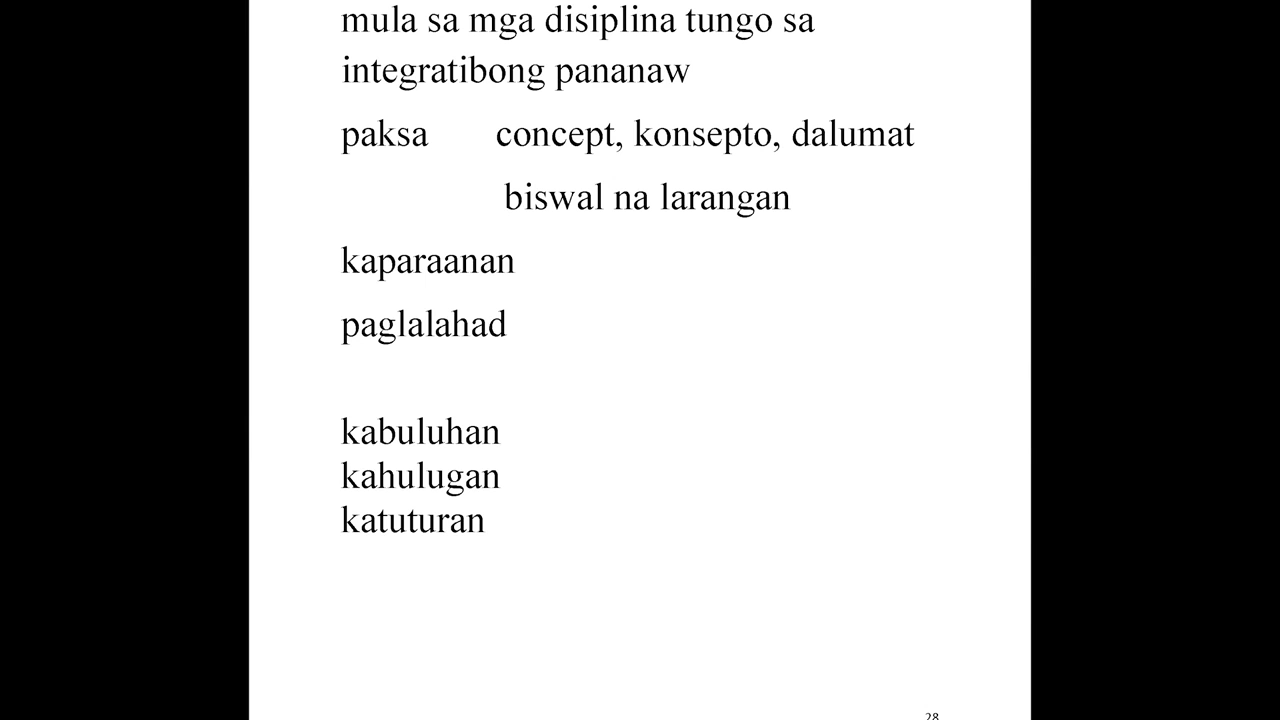 mula sa mga disiplina tungo sa
integratibong pananaw
paksa concept, konsepto, dalumat
biswal na larangan
kaparaanan
paglalahad
kabuluhan
kahulugan
katuturan
28